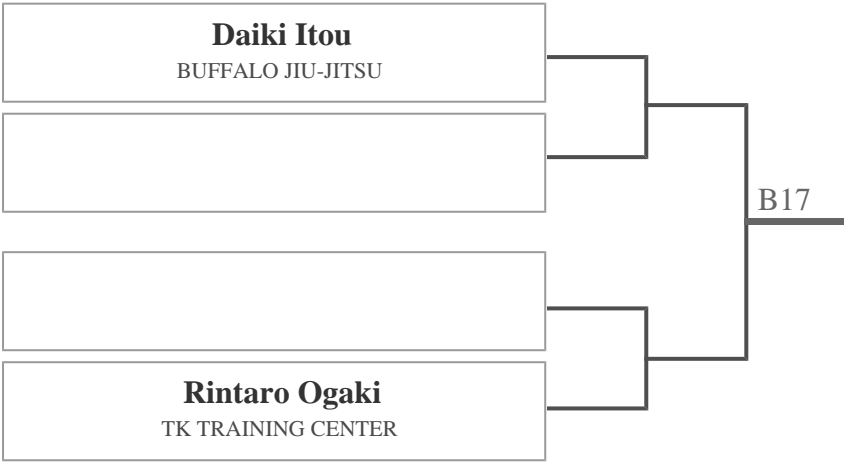 Daiki Itou
BUFFALO JIU-JITSU
B17
Rintaro Ogaki
TK TRAINING CENTER